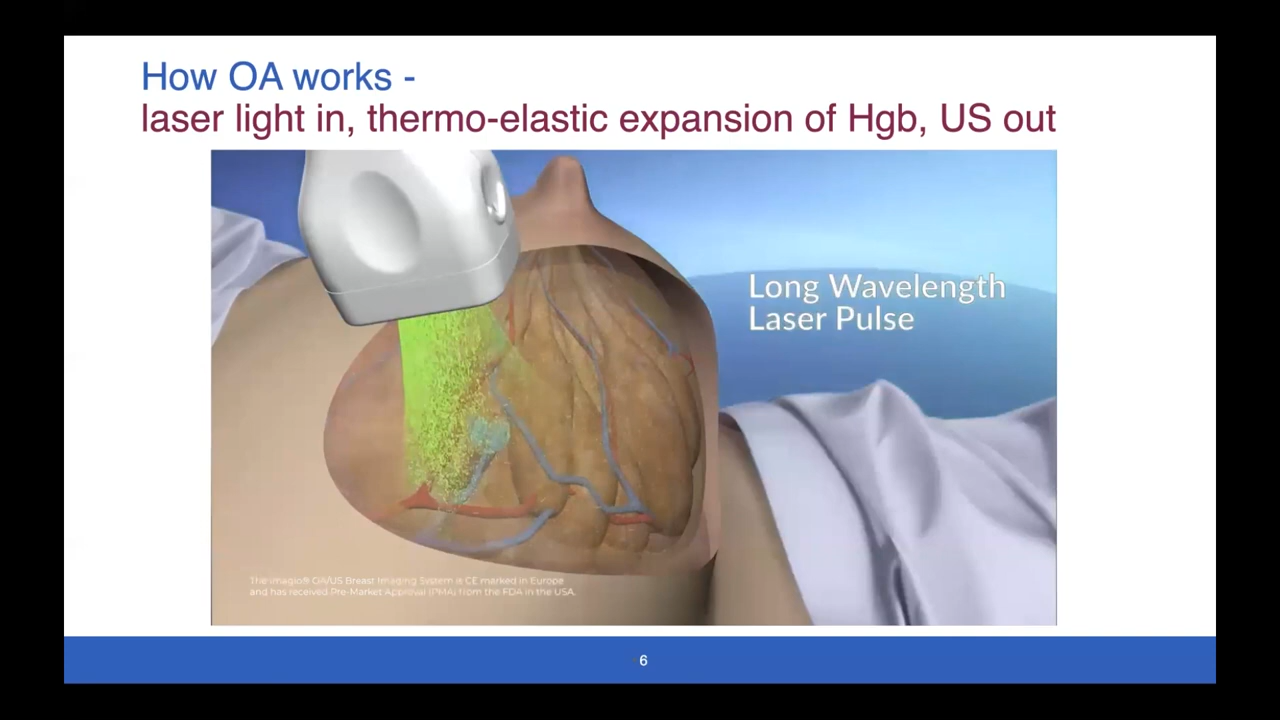 How OA works -
laser light in, thermo-elastic expansion of Hgb, US out
Long Wavelength
Laser Pulse
The Imagio® OA/US Breast Imaging System is CE marked in Europe
and has received Pre-Market Approval (PMA) from the FDA in the USA.
6